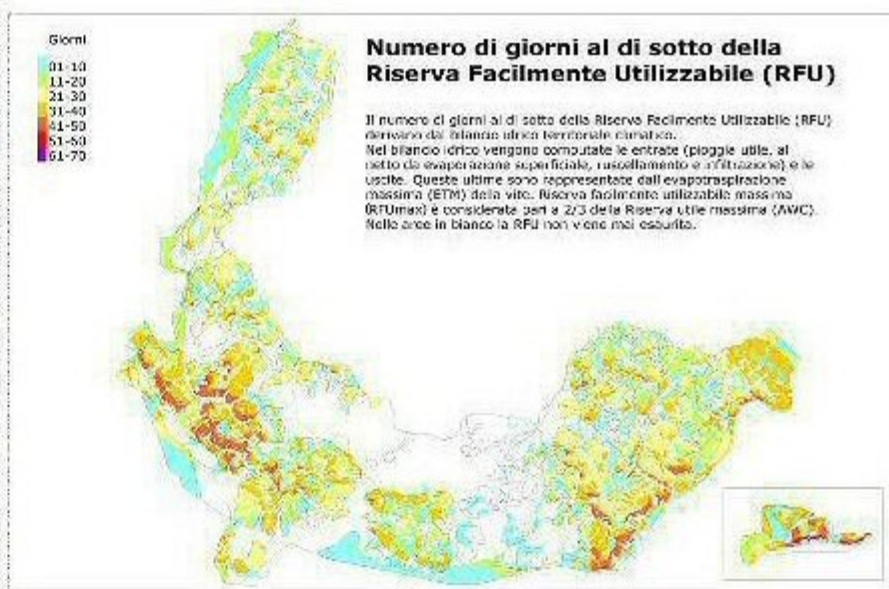 Giorni
01-10
11-20
21-30
31-40
41-50
51-60
61-70
Numero di giorni al di sotto della
Riserva Facilmente Utilizzabile (RFU)
Il numero di giorni al di sotto della Riserva Facilmente Utilizzabile (RFU)
derivano dal bilancio idrico territoriale climatico.
Nel bilancio idrico vengono computate le entrate (pioggia utile, al
netto da evaporazione superficiale, ruscellamento e infiltrazione) e le
uscite. Queste ultime sono rappresentate dall'evapotraspirazione
massima (ETM) della vite. Riserva facilmente utilizzabile massima
(RFUmax) è considerata pari a 2/3 della Riserva utile massima (AWC).
Nelle aree in bianco la RFU non viene mai esaurita.